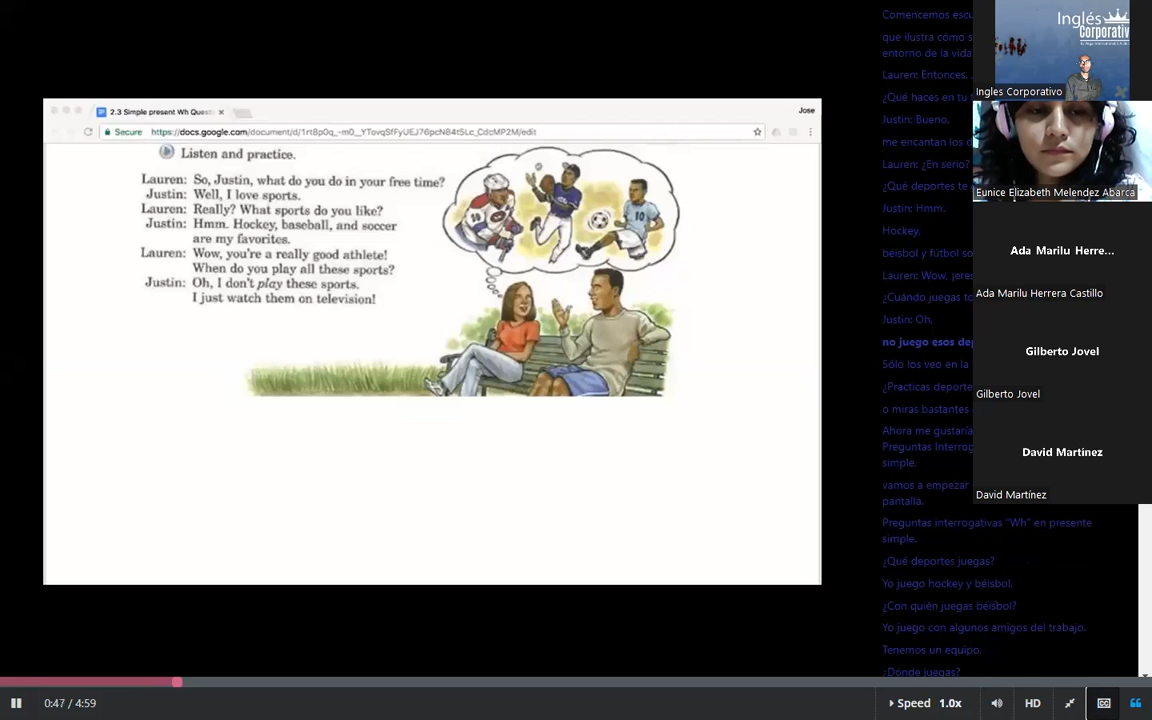 2.3 Simple present Wh Quest
Jose
Secure
https://docs.google.com/document/d/1rt8p0q_-m0__YTovqSfFyUEJ76pcN84t5Lc_CdcMP2M/edit
Listen and practice.
Lauren: So, Justin, what do you do in your free time?
Justin: Well, I love sports.
Lauren: Really? What sports do you like?
Justin: Hmm. Hockey, baseball, and soccer
are my favorites.
Lauren: Wow, you're a really good athlete!
When do you play all these sports?
Justin: Oh, I don't play these sports.
I just watch them on television!
10
Comencemos escu
que ilustra cómo s
entorno de la vida
Lauren: Entonces.
¿Qué haces en tu t
Justin: Bueno,
me encantan los d
Lauren: ¿En serio?
¿Qué deportes te
Justin: Hmm.
Hockey,
béisbol y fútbol so
Lauren: Wow, ¡eres
¿Cuándo juegas to
Justin: Oh,
no juego esos dep
Sólo los veo en la
¿Practicas deporte
o miras bastantes
Ahora me gustaría
Preguntas Interrog
simple.
vamos a empezar
pantalla.
Preguntas interrogativas "Wh" en presente
simple.
¿Qué deportes juegas?
Yo juego hockey y béisbol.
¿Con quién juegas béisbol?
Yo juego con algunos amigos del trabajo.
Tenemos un equipo.
¿Dónde juegas?
Inglés
Corporativo
Ingles Corporativo
Eunice Elizabeth Melendez Abarca
Ada Marilu Herre...
Ada Marilu Herrera Castillo
Gilberto Jovel
Gilberto Jovel
David Martinez
David Martínez
0:47 / 4:59
Speed 1.0x
HD